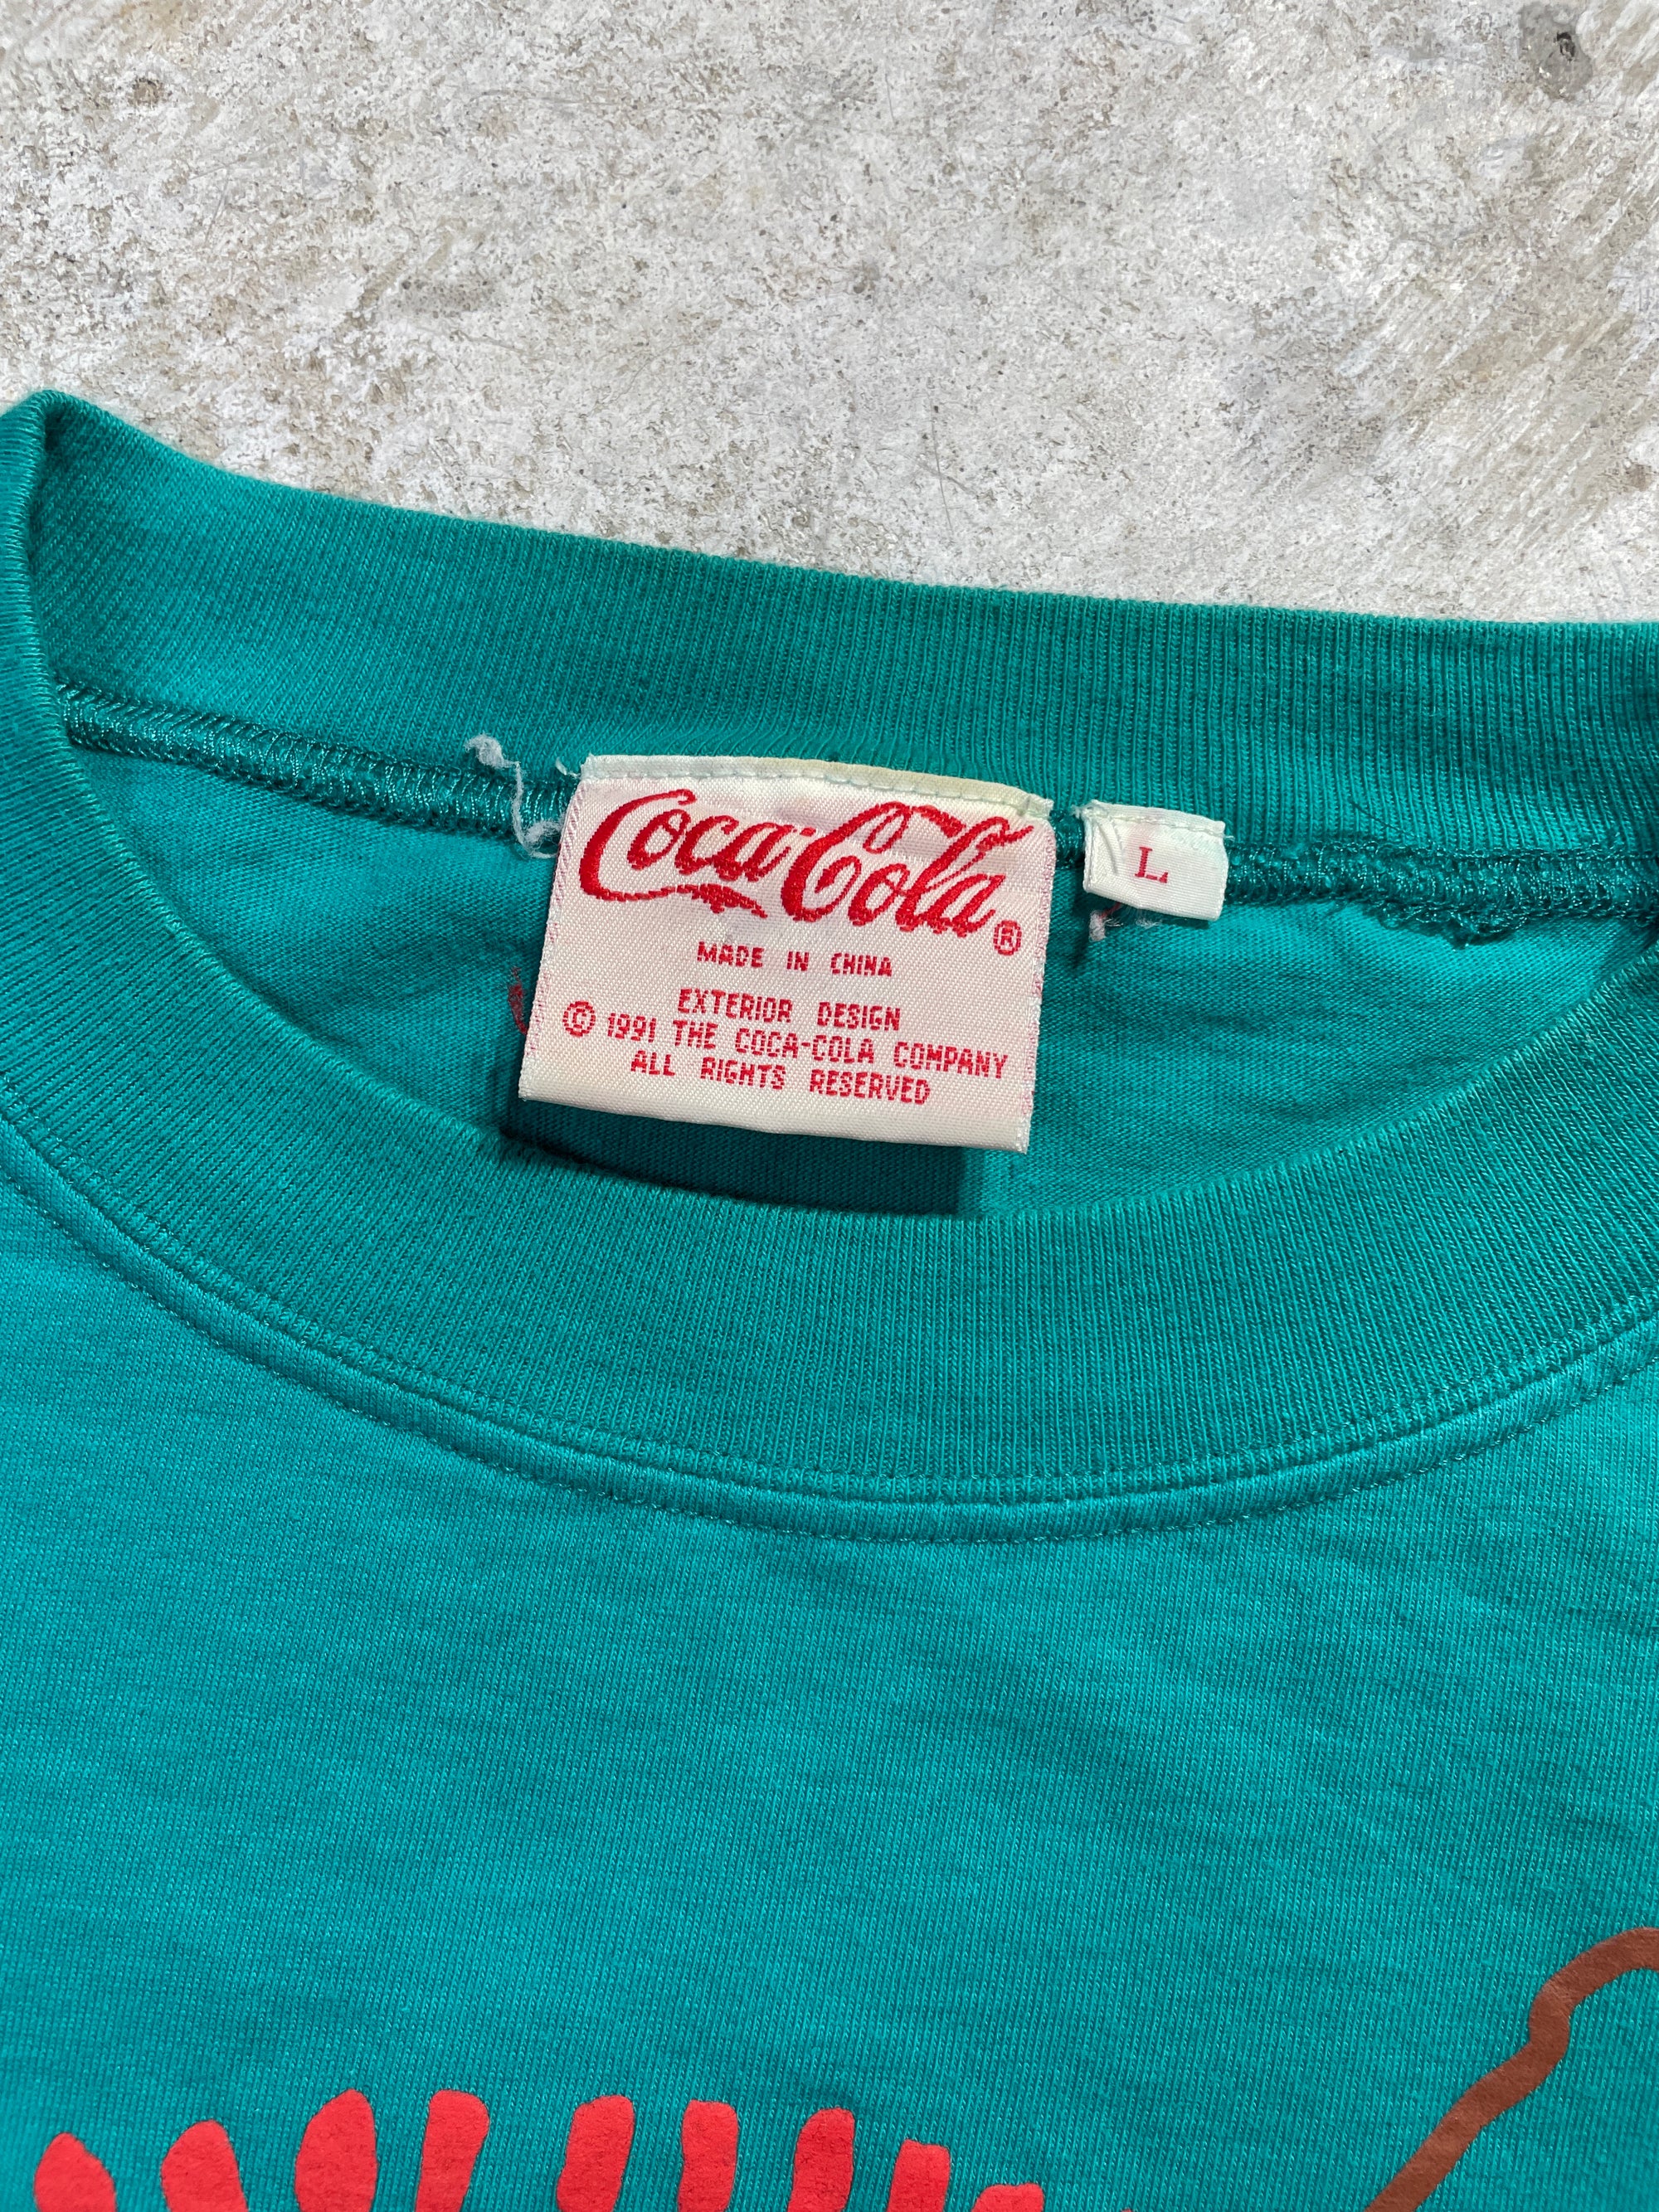 Coca-Cola®
L
MADE IN CHINA
EXTERIOR DESIGN
© 1991 THE COCA-COLA COMPANY
ALL RIGHTS RESERVED